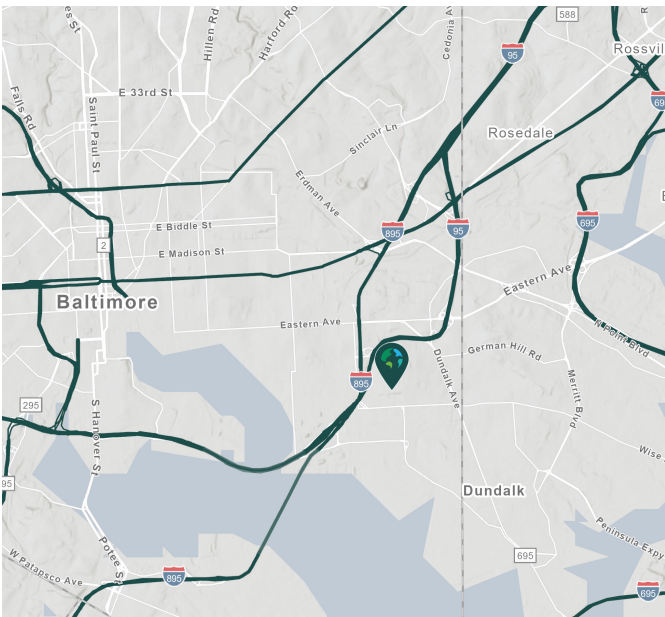 es St
Hillen Rd
Harford Rd
Cedonia Av
588
Rossvil
95
Falls Rd
Saint Paul St
E 33rd St
Sinclair Ln
Rosedale
69
Erdman Ave
E Biddle St
2
E Madison St
895
95
695
E
Baltimore
Eastern Ave
Eastern Ave
N Point Blvd
German Hill Rd
Dundalk Ave
895
Merritt Blvd
295
S Hanover St
Wise
95
Dundalk
Potee St
Peninsula Expy
W Patapsco Ave
895
695
695